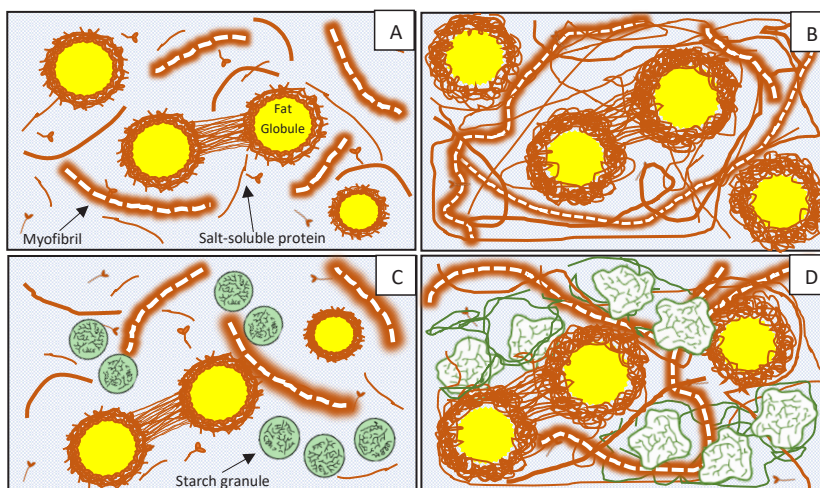 A
B
Fat
Globule
Myofibril
Salt-soluble protein
C
D
Starch granule